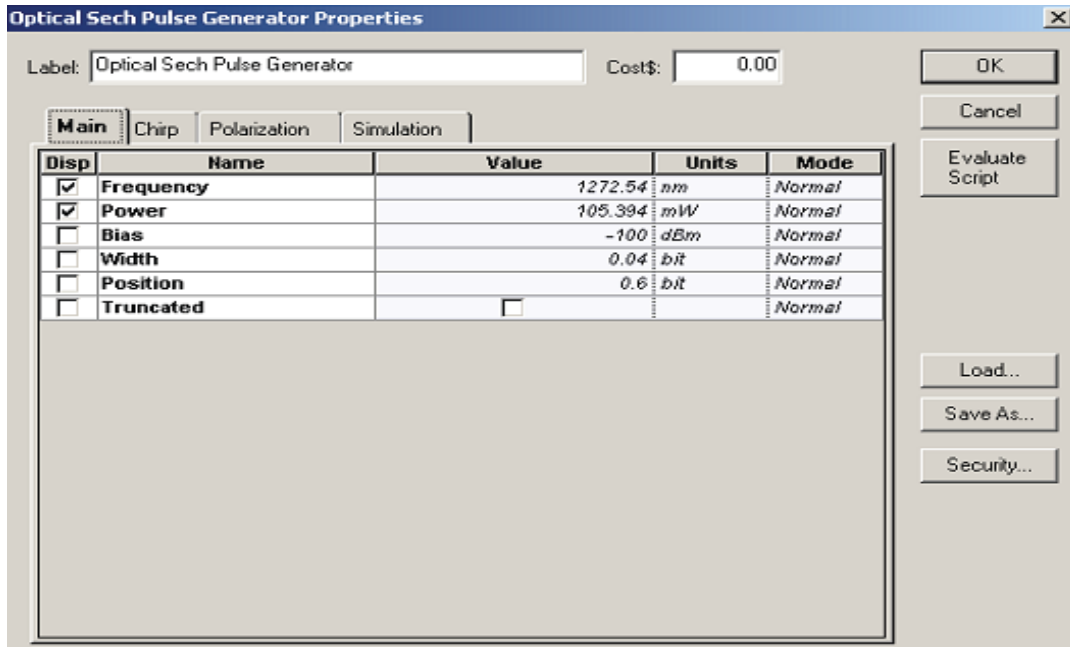 Optical Sech Pulse Generator Properties
Label: Optical Sech Pulse Generator Cost$: 0.00
OK
Cancel
Evaluate Script
Main Chirp Polarization Simulation
Disp Name Value Units Mode
Frequency 1272.54 nm Normal
Power 105.394 mW Normal
Bias -100 dBm Normal
Width 0.04 bit Normal
Position 0.6 bit Normal
Truncated Normal
Load...
Save As...
Security...